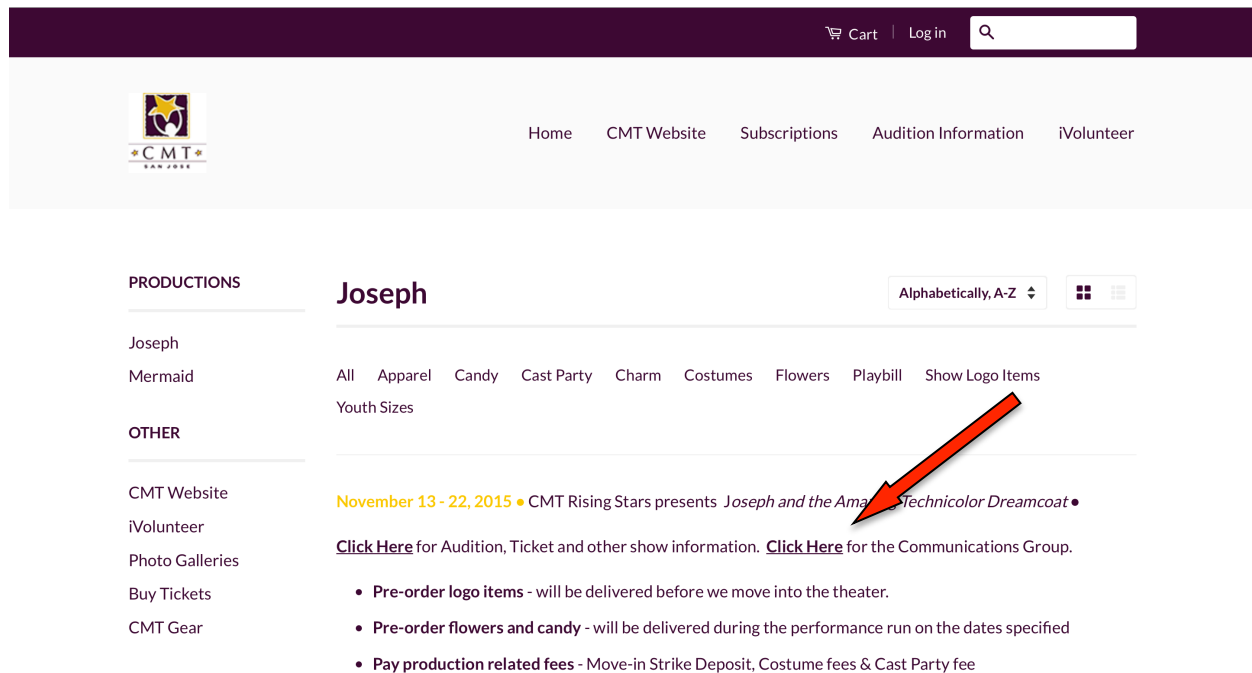 Cart Log in
CMT
SAN JOSE
Home CMT Website Subscriptions Audition Information iVolunteer
PRODUCTIONS
Joseph
Mermaid
OTHER
CMT Website
iVolunteer
Photo Galleries
Buy Tickets
CMT Gear
Joseph
Alphabetically, A-Z
All Apparel Candy Cast Party Charm Costumes Flowers Playbill Show Logo Items
Youth Sizes
November 13 - 22, 2015 • CMT Rising Stars presents Joseph and the Amazing Technicolor Dreamcoat •
Click Here for Audition, Ticket and other show information. Click Here for the Communications Group.
• Pre-order logo items - will be delivered before we move into the theater.
• Pre-order flowers and candy - will be delivered during the performance run on the dates specified
• Pay production related fees - Move-in Strike Deposit, Costume fees & Cast Party fee